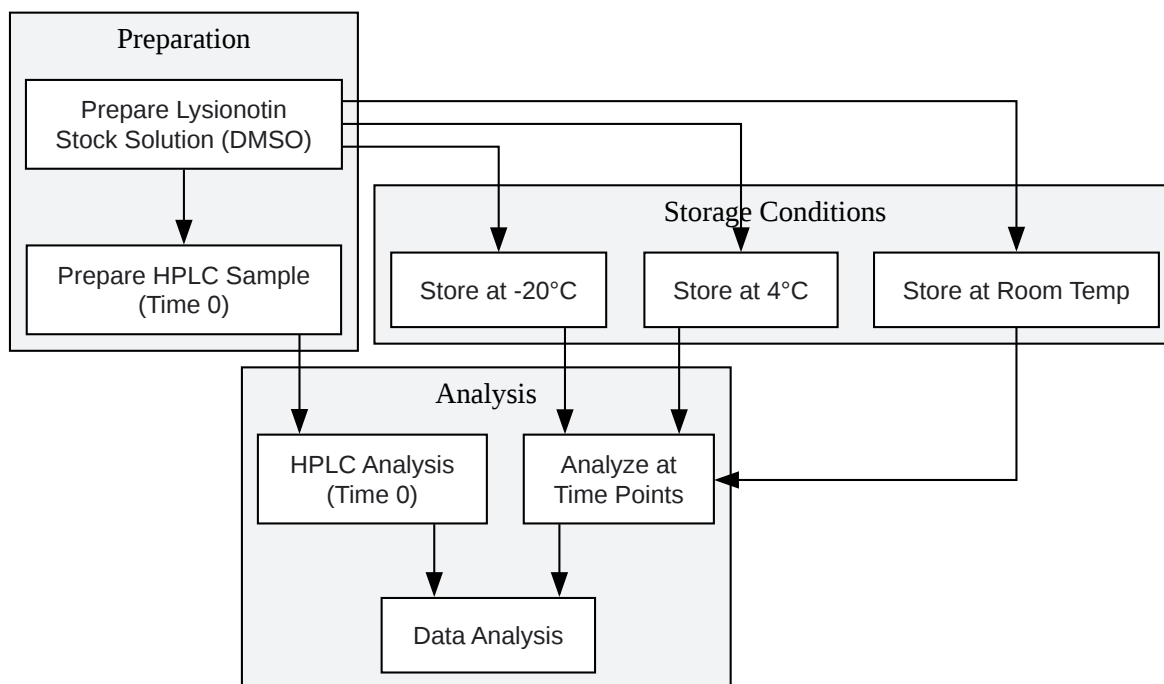 Preparation
Prepare Lysionotin
Stock Solution (DMSO)
Prepare HPLC Sample
(Time 0)
Storage Conditions
Store at -20°C
Store at 4°C
Store at Room Temp
Analysis
HPLC Analysis
(Time 0)
Analyze at
Time Points
Data Analysis